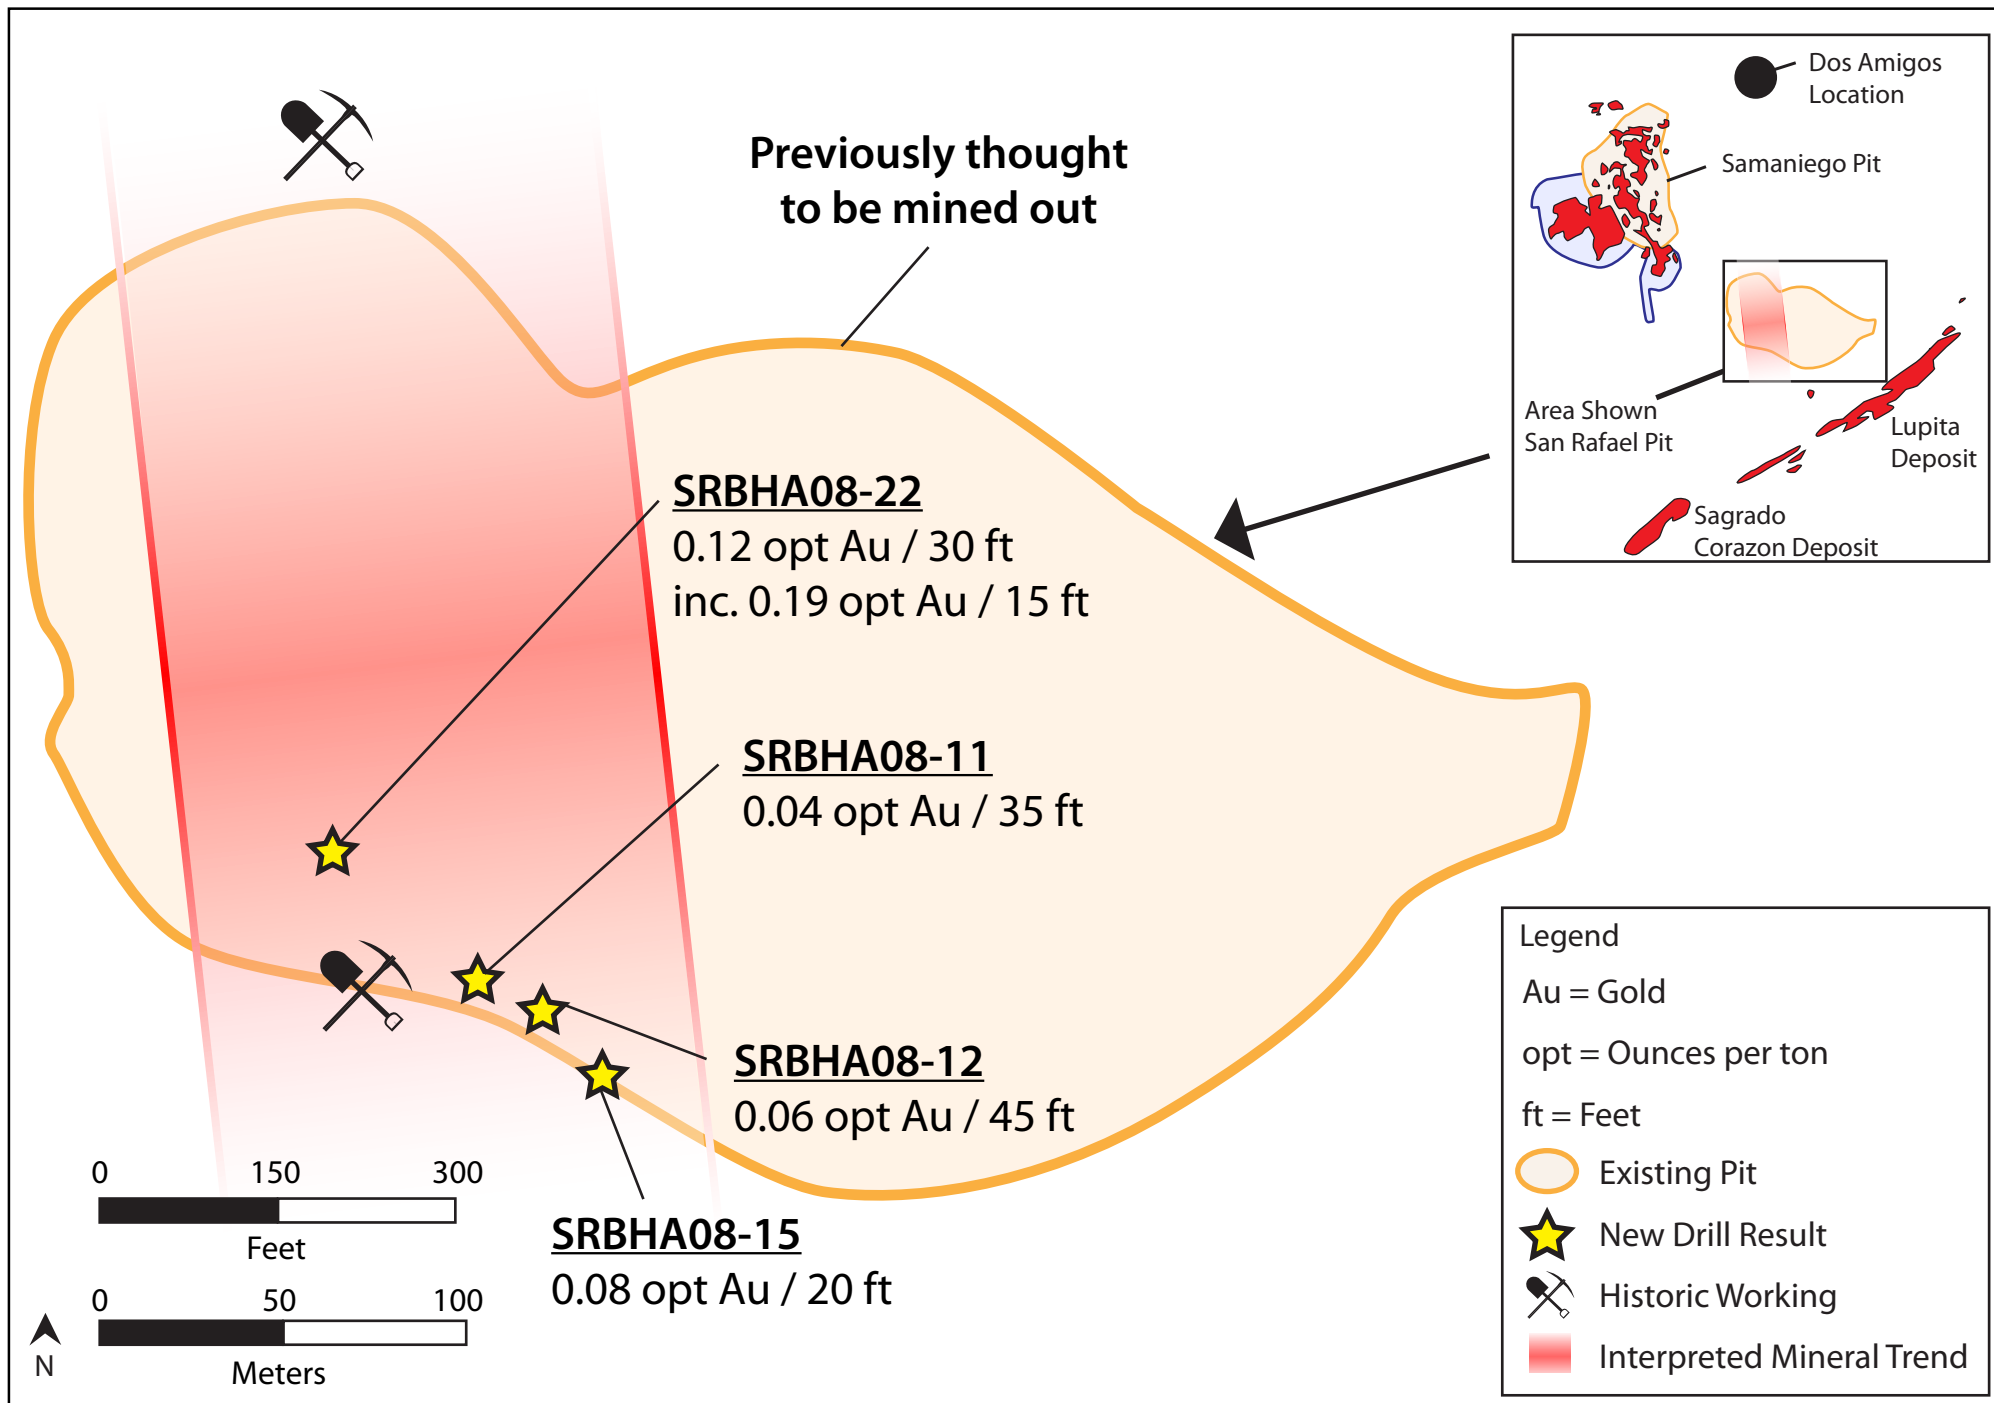 Previously thought
to be mined out
SRBHA08-22
0.12 opt Au / 30 ft
inc. 0.19 opt Au / 15 ft
SRBHA08-11
0.04 opt Au / 35 ft
SRBHA08-12
0.06 opt Au / 45 ft
SRBHA08-15
0.08 opt Au / 20 ft
0 150 300
Feet
0 50 100
Meters
N
Dos Amigos
Location
Samaniego Pit
Area Shown
San Rafael Pit
Lupita
Deposit
Sagrado
Corazon Deposit
Legend
Au = Gold
opt = Ounces per ton
ft = Feet
Existing Pit
New Drill Result
Historic Working
Interpreted Mineral Trend